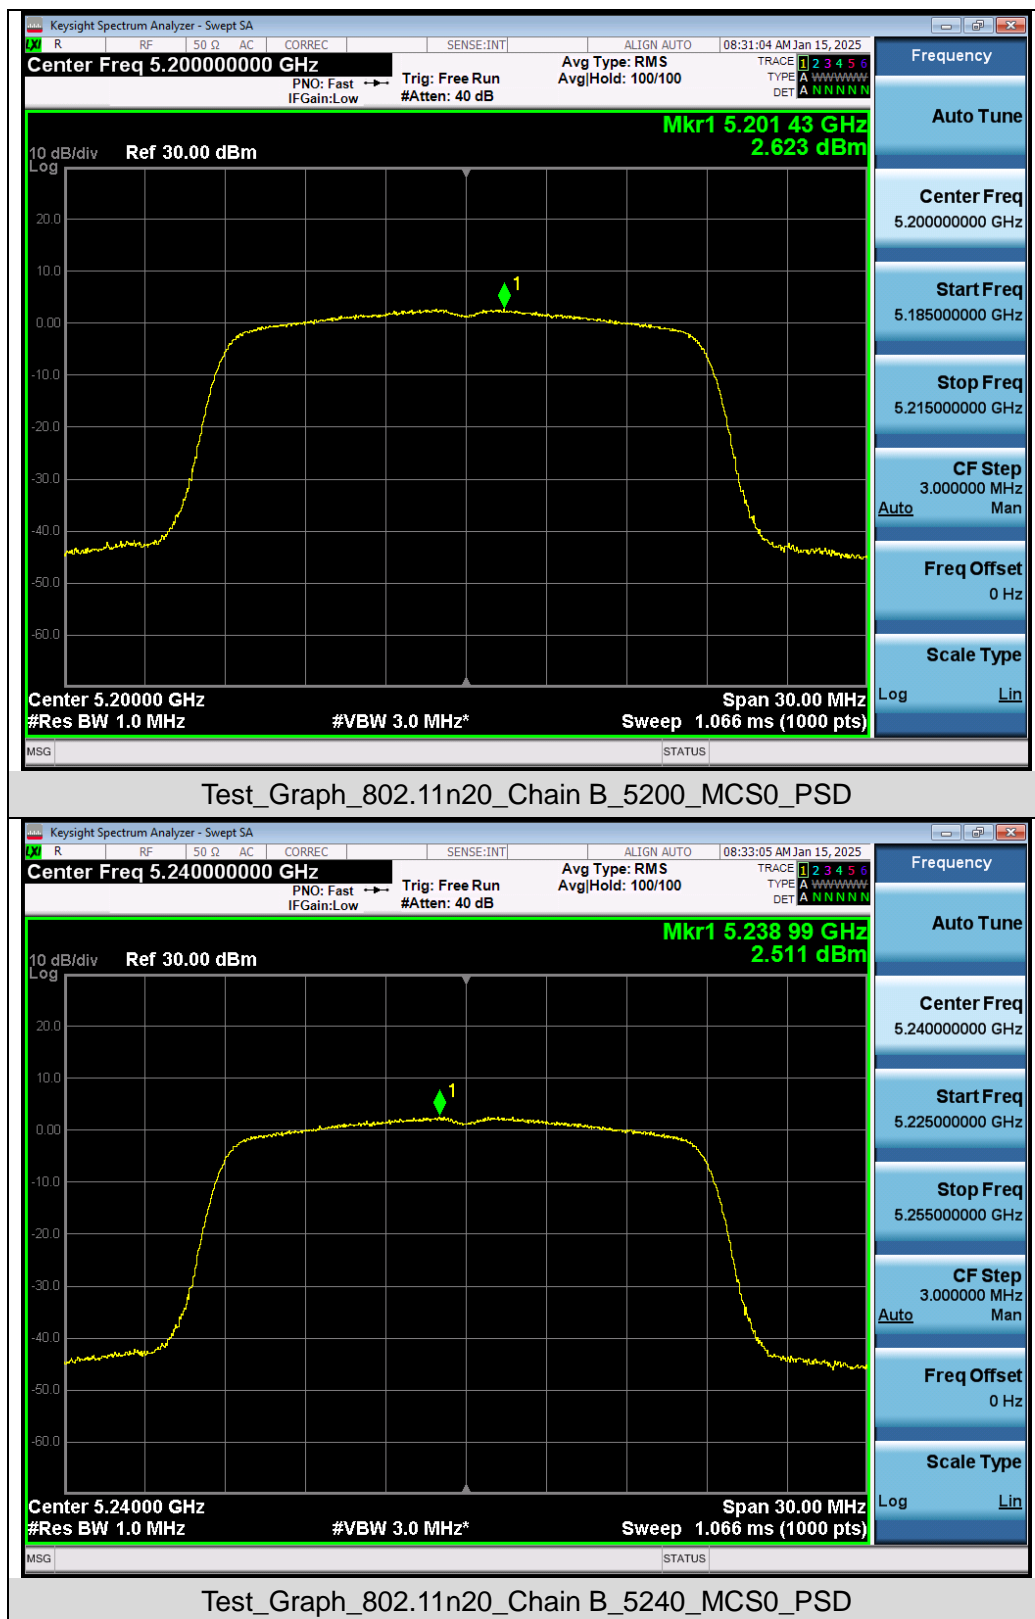 Keysight Spectrum Analyzer - Swept SA
LXI R RF 50 Ω AC CORREC SENSE:INT ALIGN AUTO 08:31:04 AM Jan 15, 2025
Center Freq 5.200000000 GHz Avg Type: RMS TRACE 1 2 3 4 5 6
PNO: Fast Trig: Free Run Avg|Hold: 100/100 TYPE A WWWWW
IFGain:Low #Atten: 40 dB DET A N N N N N
Mkr1 5.201 43 GHz
10 dB/div Ref 30.00 dBm 2.623 dBm
Log
20.0
10.0
1
0.00
-10.0
-20.0
-30.0
-40.0
-50.0
-60.0
Center 5.20000 GHz Span 30.00 MHz
#Res BW 1.0 MHz #VBW 3.0 MHz* Sweep 1.066 ms (1000 pts)
MSG STATUS
Frequency
Auto Tune
Center Freq
5.200000000 GHz
Start Freq
5.185000000 GHz
Stop Freq
5.215000000 GHz
CF Step
3.000000 MHz
Auto Man
Freq Offset
0 Hz
Scale Type
Log Lin
Test_Graph_802.11n20_Chain B_5200_MCS0_PSD
Keysight Spectrum Analyzer - Swept SA
LXI R RF 50 Ω AC CORREC SENSE:INT ALIGN AUTO 08:33:05 AM Jan 15, 2025
Center Freq 5.240000000 GHz Avg Type: RMS TRACE 1 2 3 4 5 6
PNO: Fast Trig: Free Run Avg|Hold: 100/100 TYPE A WWWWW
IFGain:Low #Atten: 40 dB DET A N N N N N
Mkr1 5.238 99 GHz
10 dB/div Ref 30.00 dBm 2.511 dBm
Log
20.0
10.0
1
0.00
-10.0
-20.0
-30.0
-40.0
-50.0
-60.0
Center 5.24000 GHz Span 30.00 MHz
#Res BW 1.0 MHz #VBW 3.0 MHz* Sweep 1.066 ms (1000 pts)
MSG STATUS
Frequency
Auto Tune
Center Freq
5.240000000 GHz
Start Freq
5.225000000 GHz
Stop Freq
5.255000000 GHz
CF Step
3.000000 MHz
Auto Man
Freq Offset
0 Hz
Scale Type
Log Lin
Test_Graph_802.11n20_Chain B_5240_MCS0_PSD